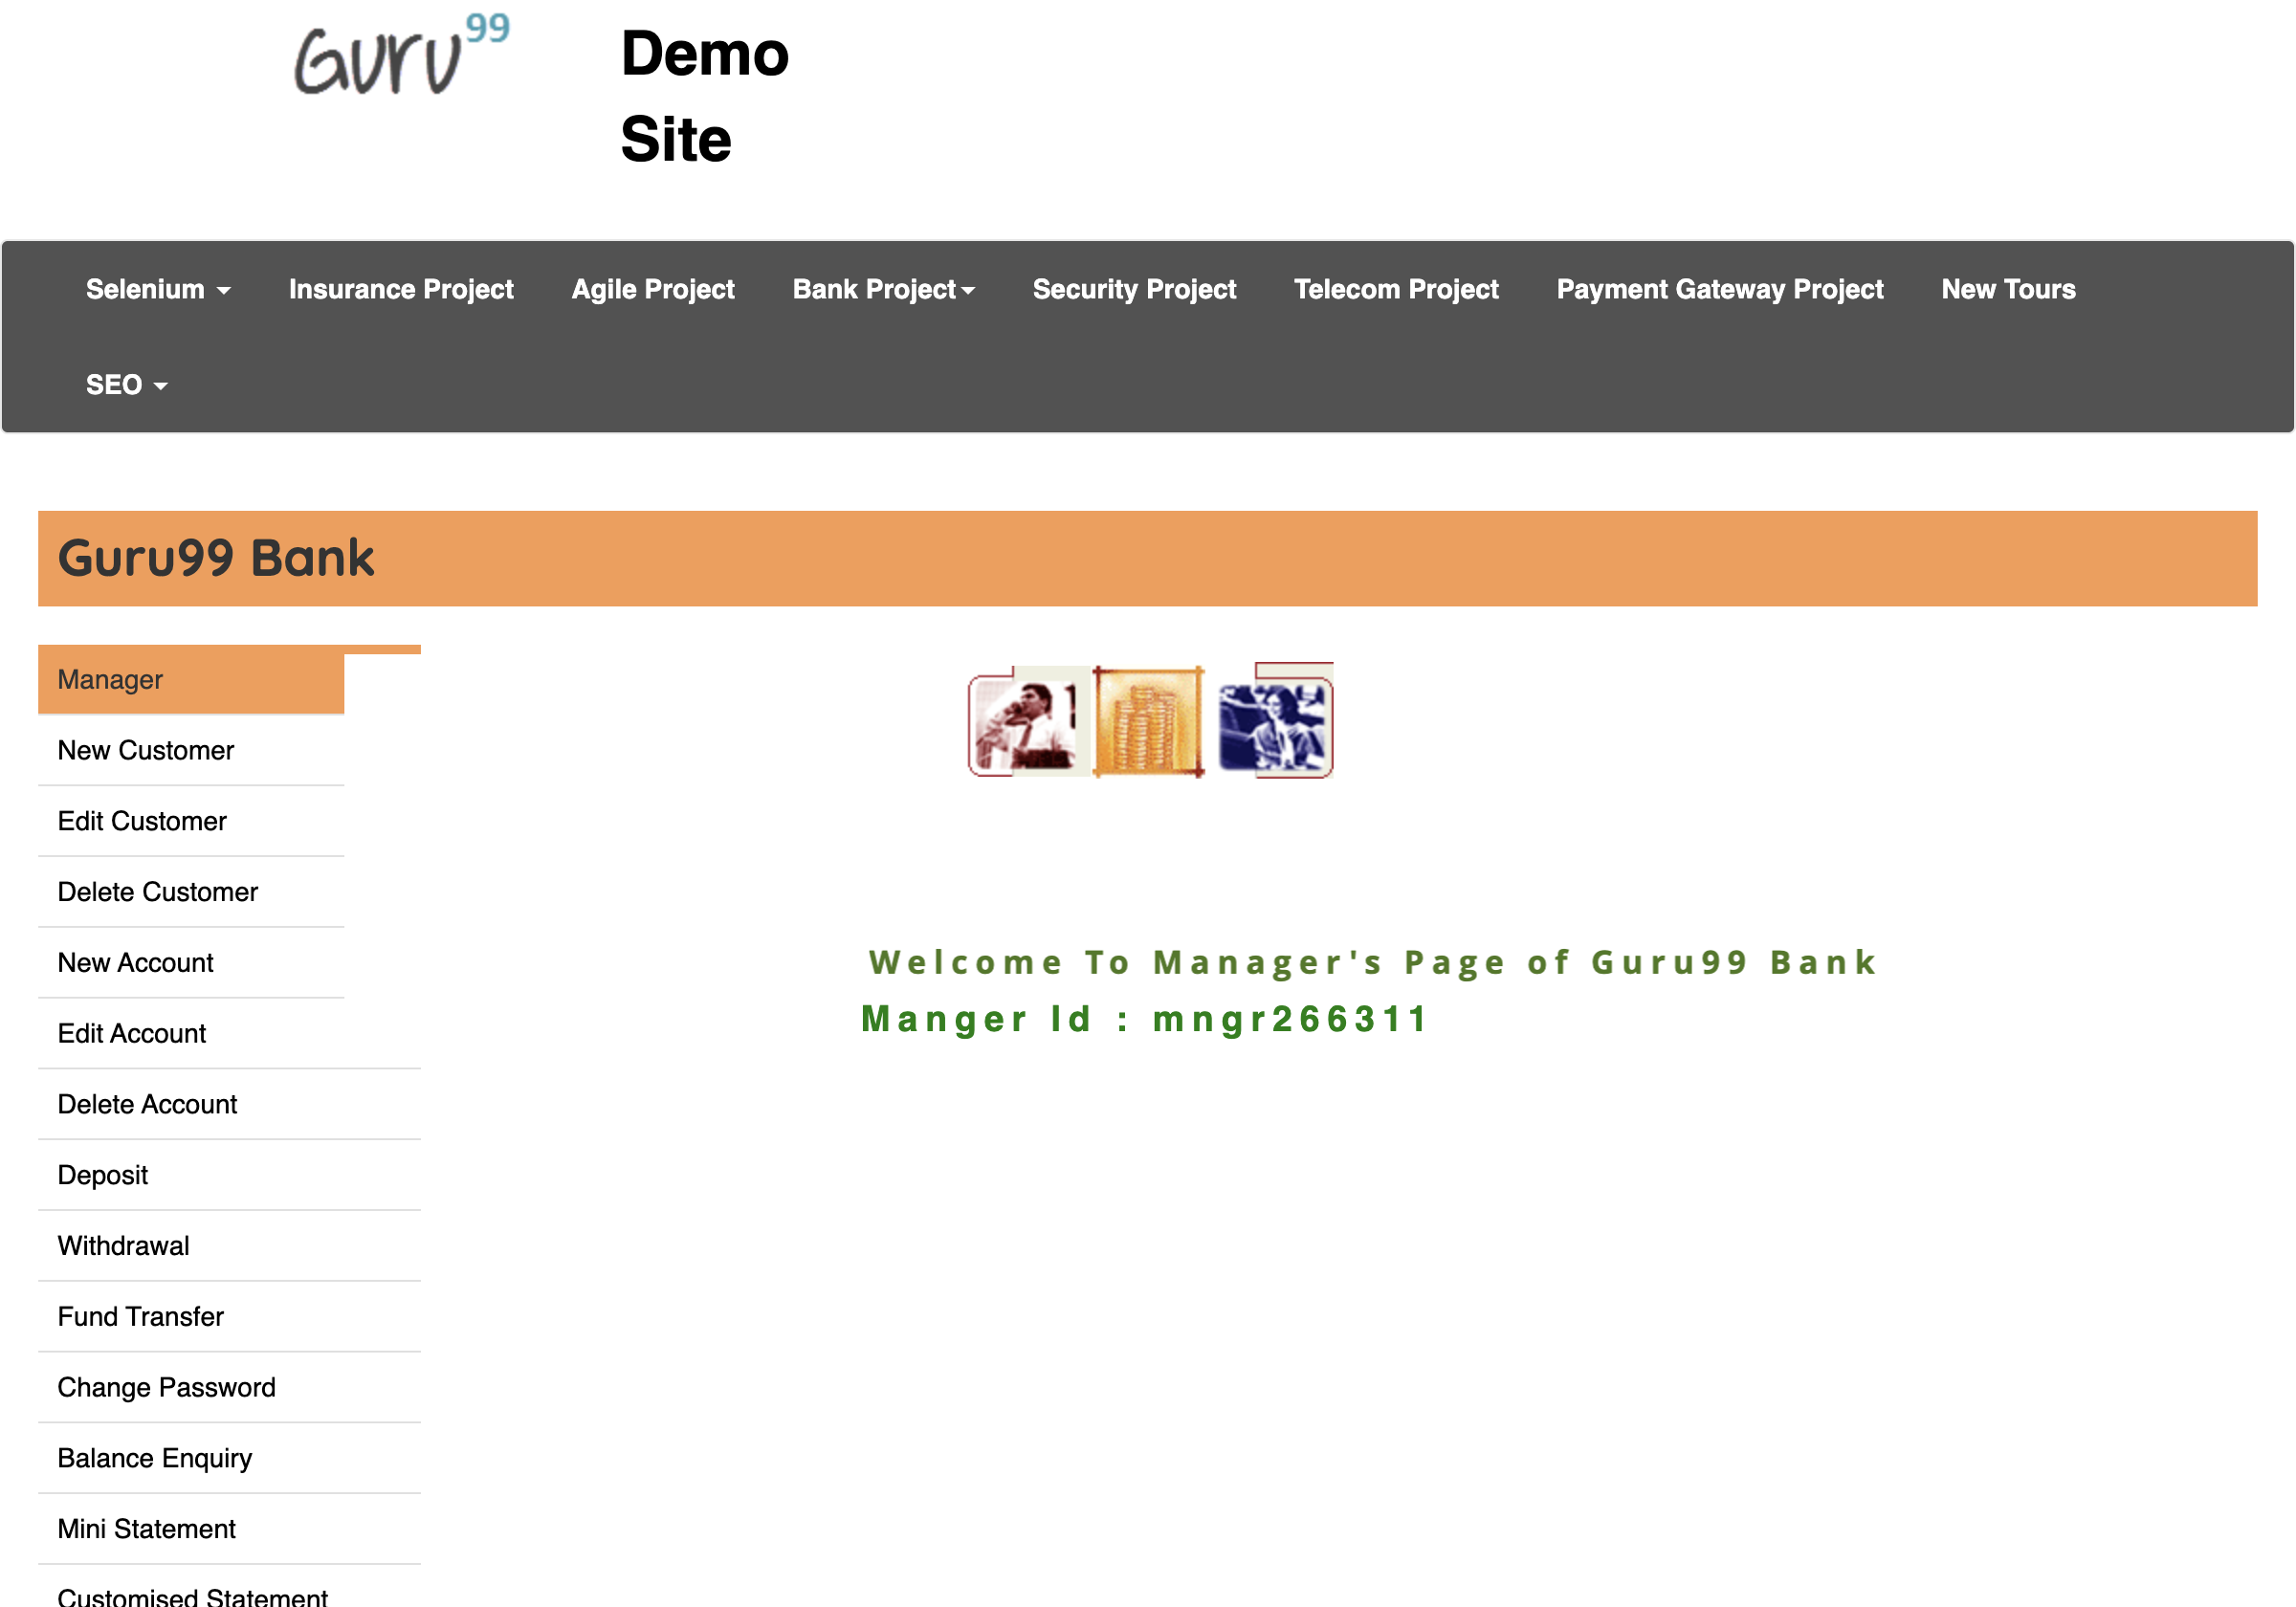 Guru99
Demo
Site
Selenium Insurance Project Agile Project Bank Project Security Project Telecom Project Payment Gateway Project New Tours
SEO
Guru99 Bank
Manager
New Customer
Edit Customer
Delete Customer
New Account
Edit Account
Delete Account
Deposit
Withdrawal
Fund Transfer
Change Password
Balance Enquiry
Mini Statement
Customised Statement
Welcome To Manager's Page of Guru99 Bank
Manger Id : mngr266311